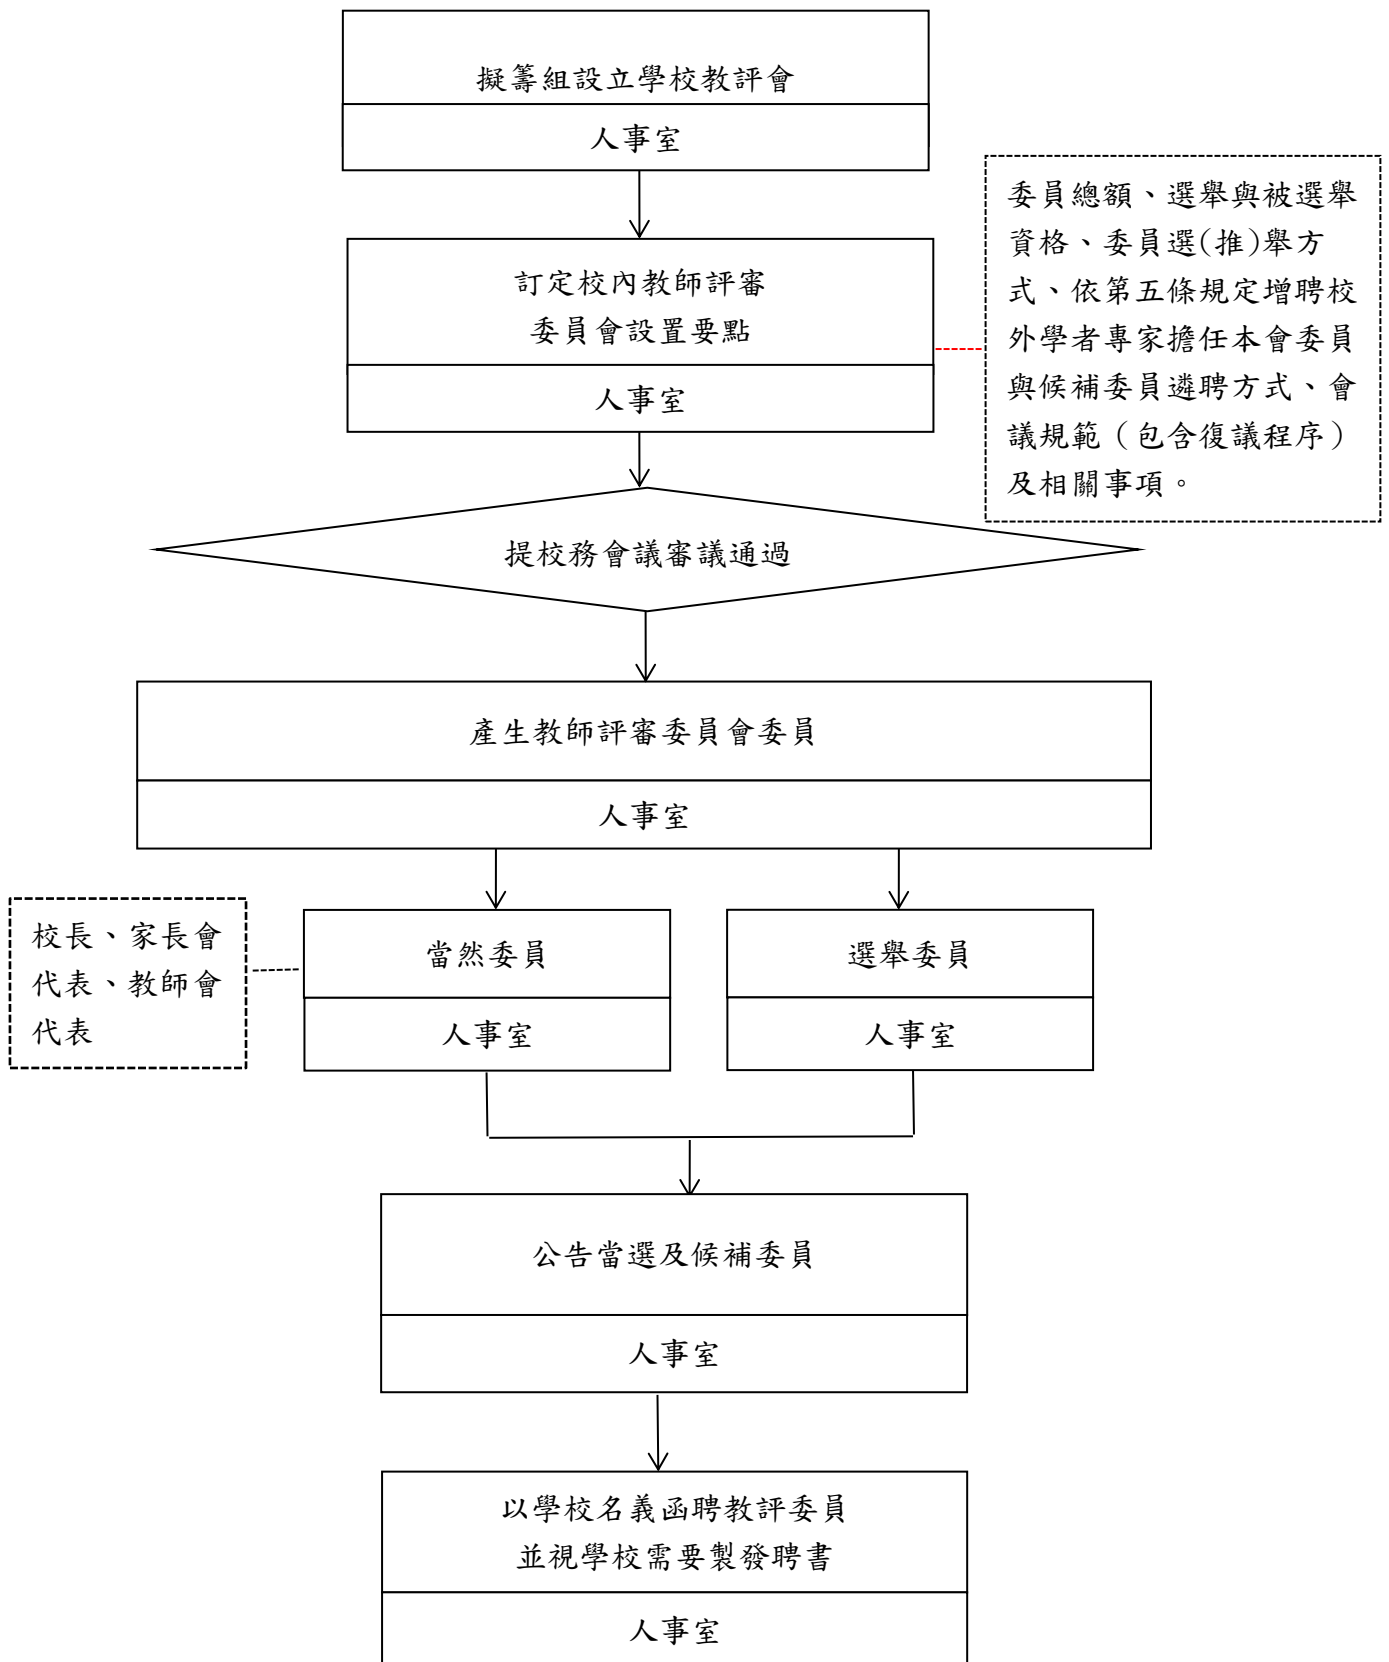 擬籌組設立學校教評會
人事室
訂定校內教師評審
委員會設置要點
人事室
委員總額、選舉與被選舉
資格、委員選(推)舉方
式、依第五條規定增聘校
外學者專家擔任本會委員
與候補委員遴聘方式、會
議規範（包含復議程序）
及相關事項。
提校務會議審議通過
產生教師評審委員會委員
人事室
校長、家長會
代表、教師會
代表
當然委員
人事室
選舉委員
人事室
公告當選及候補委員
人事室
以學校名義函聘教評委員
並視學校需要製發聘書
人事室